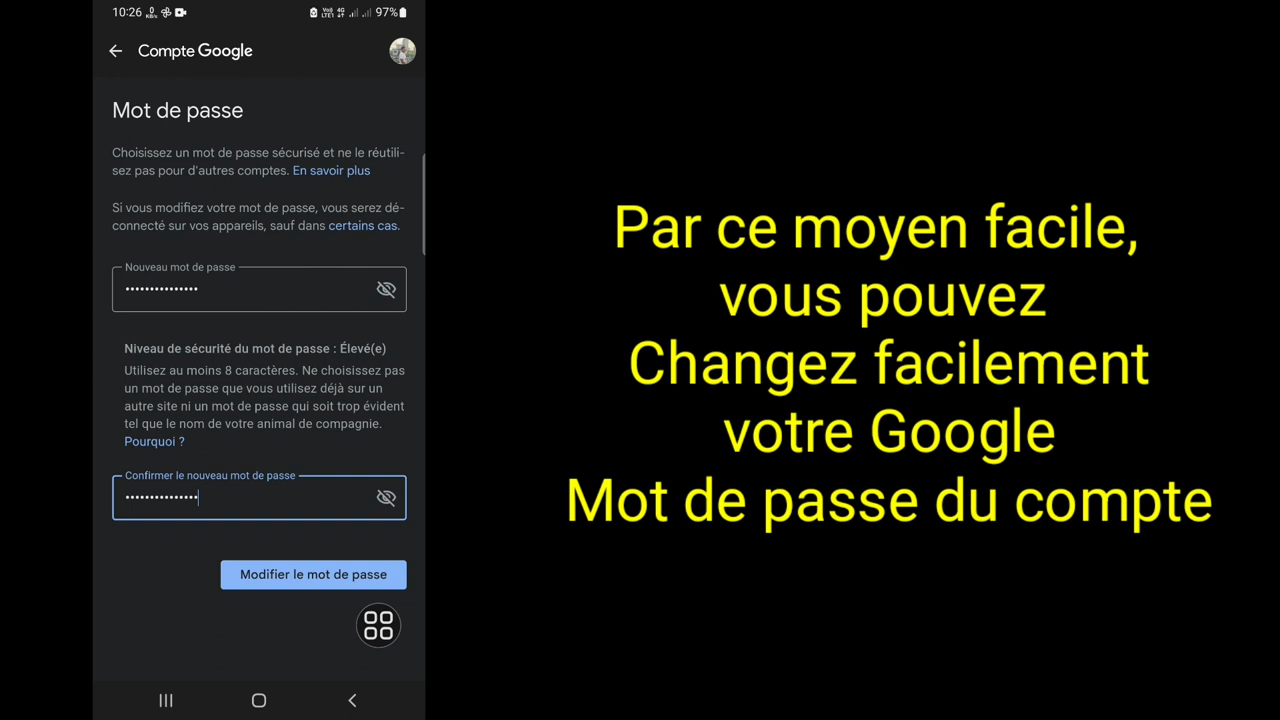 10:26 0 KB/s Vo) LTE1 4G 97%
Compte Google
Mot de passe
Choisissez un mot de passe sécurisé et ne le réutili-
sez pas pour d'autres comptes. En savoir plus
Si vous modifiez votre mot de passe, vous serez dé-
connecté sur vos appareils, sauf dans certains cas.
Nouveau mot de passe
•••••••••••••••
Niveau de sécurité du mot de passe : Élevé(e)
Utilisez au moins 8 caractères. Ne choisissez pas
un mot de passe que vous utilisez déjà sur un
autre site ni un mot de passe qui soit trop évident
tel que le nom de votre animal de compagnie.
Pourquoi ?
Confirmer le nouveau mot de passe
•••••••••••••••
Modifier le mot de passe
Par ce moyen facile,
vous pouvez
Changez facilement
votre Google
Mot de passe du compte